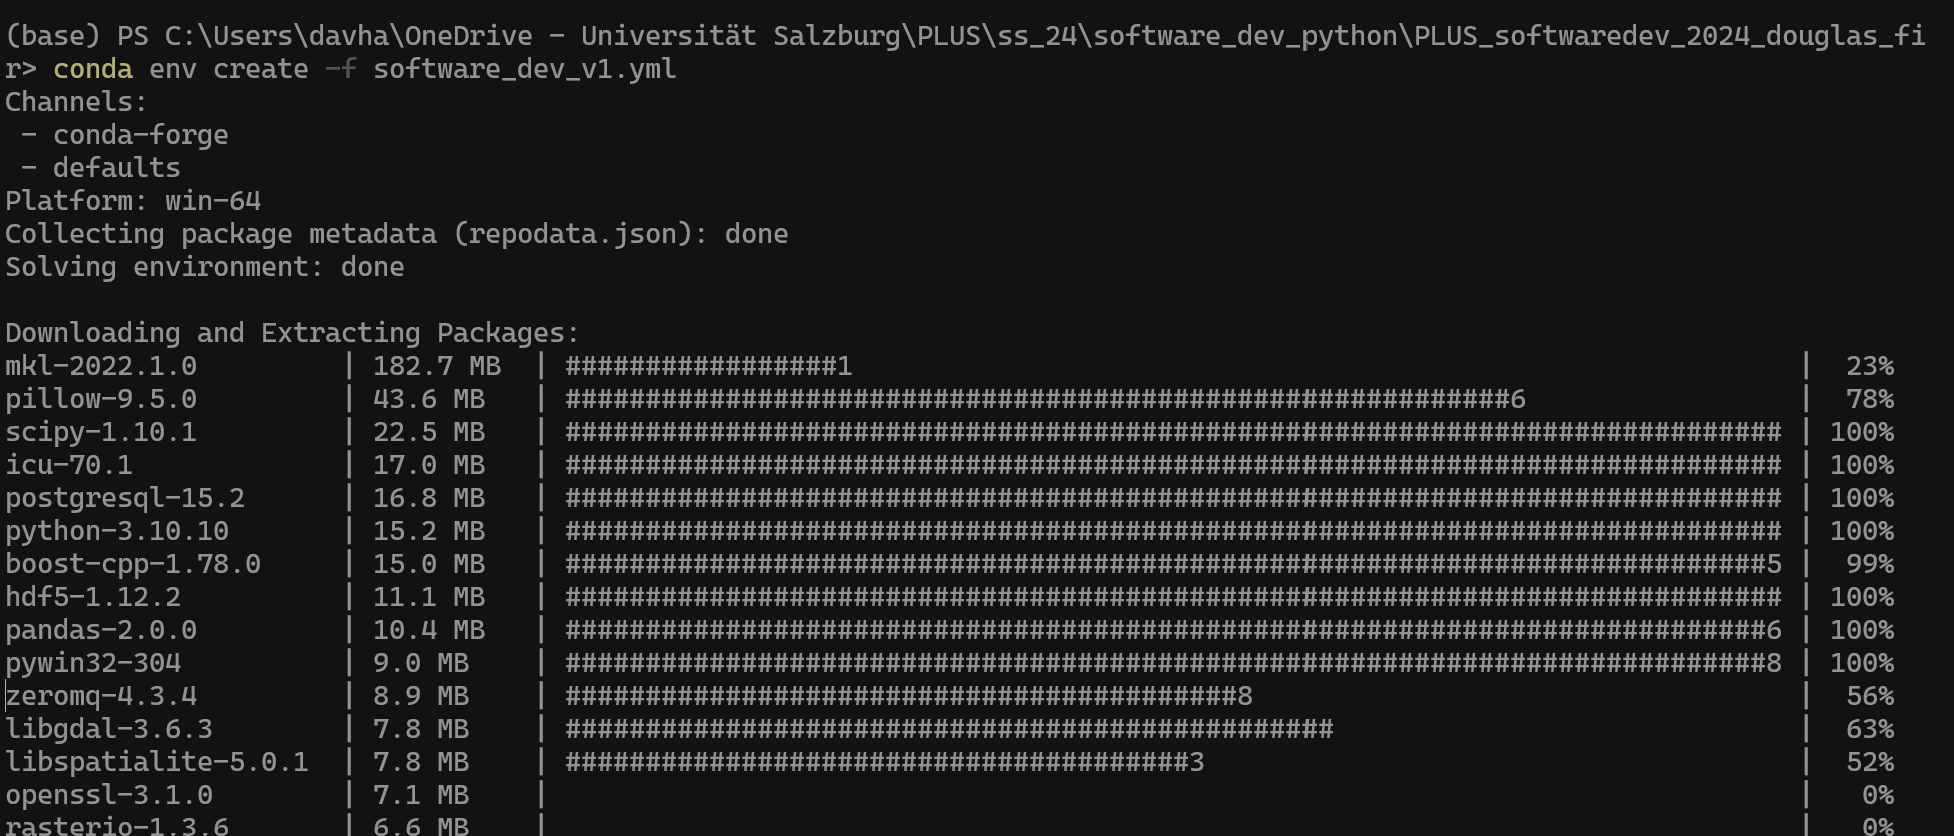 (base) PS C:\Users\davha\OneDrive - Universität Salzburg\PLUS\ss_24\software_dev_python\PLUS_softwaredev_2024_douglas_fi
r> conda env create -f software_dev_v1.yml
Channels:
 - conda-forge
 - defaults
Platform: win-64
Collecting package metadata (repodata.json): done
Solving environment: done

Downloading and Extracting Packages:
mkl-2022.1.0         | 182.7 MB  | #################1                                                           |  23%
pillow-9.5.0         | 43.6 MB   | ###########################################################6                 |  78%
scipy-1.10.1         | 22.5 MB   | ############################################################################ | 100%
icu-70.1             | 17.0 MB   | ############################################################################ | 100%
postgresql-15.2      | 16.8 MB   | ############################################################################ | 100%
python-3.10.10       | 15.2 MB   | ############################################################################ | 100%
boost-cpp-1.78.0     | 15.0 MB   | ###########################################################################5 |  99%
hdf5-1.12.2          | 11.1 MB   | ############################################################################ | 100%
pandas-2.0.0         | 10.4 MB   | ###########################################################################6 | 100%
pywin32-304          | 9.0 MB    | ###########################################################################8 | 100%
zeromq-4.3.4         | 8.9 MB    | ##########################################8                                  |  56%
libgdal-3.6.3        | 7.8 MB    | ################################################                             |  63%
libspatialite-5.0.1  | 7.8 MB    | #######################################3                                     |  52%
openssl-3.1.0        | 7.1 MB    |                                                                              |   0%
rasterio-1.3.6       | 6.6 MB    |                                                                              |   0%